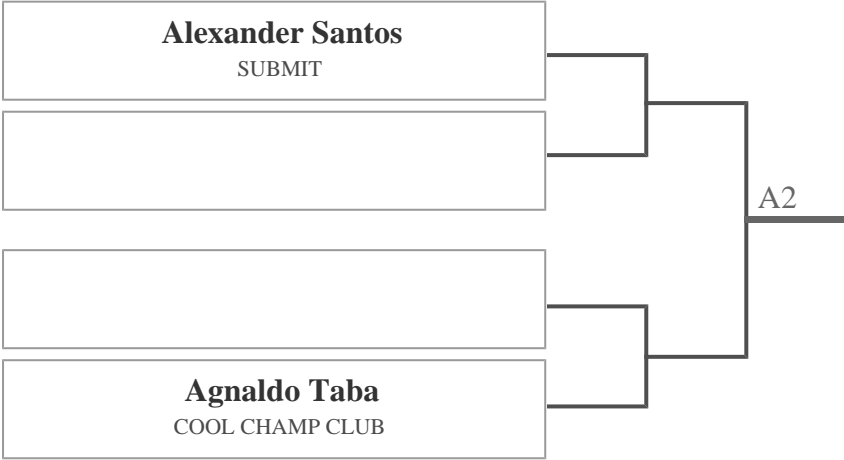 Alexander Santos
SUBMIT
A2
Agnaldo Taba
COOL CHAMP CLUB